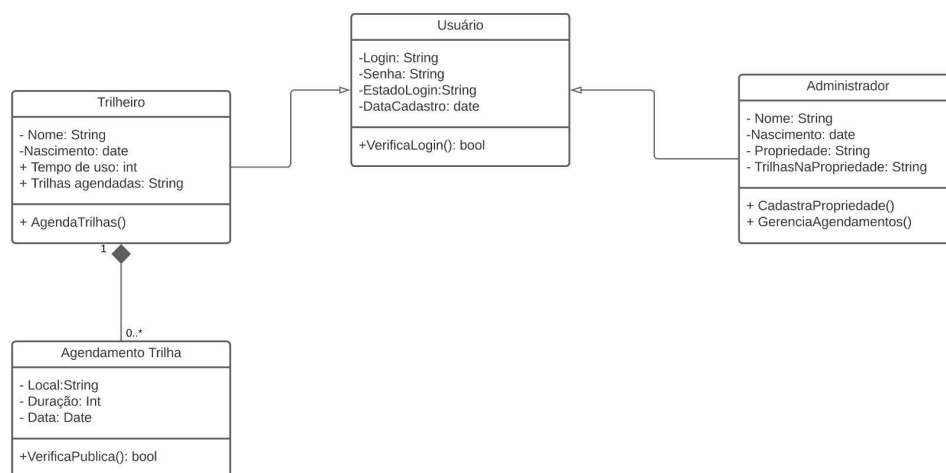 Usuário
-Login: String
-Senha: String
-EstadoLogin:String
-DataCadastro: date
+VerificaLogin(): bool
Trilheiro
- Nome: String
-Nascimento: date
+ Tempo de uso: int
+ Trilhas agendadas: String
+ AgendaTrilhas()
Administrador
- Nome: String
-Nascimento: date
- Propriedade: String
- TrilhasNaPropriedade: String
+ CadastraPropriedade()
+ GerenciaAgendamentos()
1
0..*
Agendamento Trilha
- Local:String
- Duração: Int
- Data: Date
+VerificaPublica(): bool